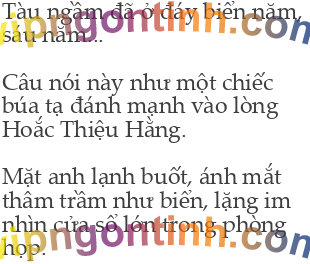 Tàu ngầm đã ở đáy biển năm,
sáu năm...
Câu nói này như một chiếc
búa tạ đánh mạnh vào lòng
Hoắc Thiệu Hằng.
Mặt anh lạnh buốt, ánh mắt
thâm trầm như biển, lặng im
nhìn cửa sổ lớn trong phòng
họp.
vipngontinh.com